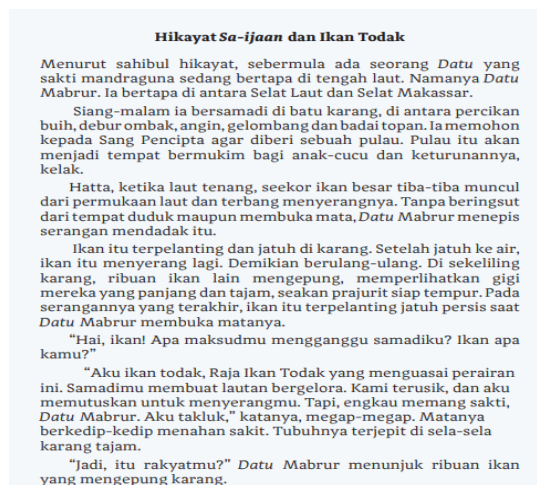 Hikayat Sa-ijaan dan Ikan Todak
Menurut sahibul hikayat, sebermula ada seorang Datu yang
sakti mandraguna sedang bertapa di tengah laut. Namanya Datu
Mabrur. Ia bertapa di antara Selat Laut dan Selat Makassar.
Siang-malam ia bersamadi di batu karang, di antara percikan
buih, debur ombak, angin, gelombang dan badai topan. Ia memohon
kepada Sang Pencipta agar diberi sebuah pulau. Pulau itu akan
menjadi tempat bermukim bagi anak-cucu dan keturunannya,
kelak.
Hatta, ketika laut tenang, seekor ikan besar tiba-tiba muncul
dari permukaan laut dan terbang menyerangnya. Tanpa beringsut
dari tempat duduk maupun membuka mata, Datu Mabrur menepis
serangan mendadak itu.
Ikan itu terpelanting dan jatuh di karang. Setelah jatuh ke air,
ikan itu menyerang lagi. Demikian berulang-ulang. Di sekeliling
karang, ribuan ikan lain mengepung, memperlihatkan gigi
mereka yang panjang dan tajam, seakan prajurit siap tempur. Pada
serangannya yang terakhir, ikan itu terpelanting jatuh persis saat
Datu Mabrur membuka matanya.
“Hai, ikan! Apa maksudmu mengganggu samadiku? Ikan apa
kamu?”
“Aku ikan todak, Raja Ikan Todak yang menguasai perairan
ini. Samadimu membuat lautan bergelora. Kami terusik, dan aku
memutuskan untuk menyerangmu. Tapi, engkau memang sakti,
Datu Mabrur. Aku takluk,” katanya, megap-megap. Matanya
berkedip-kedip menahan sakit. Tubuhnya terjepit di sela-sela
karang tajam.
“Jadi, itu rakyatmu?” Datu Mabrur menunjuk ribuan ikan
yang mengepung karang.